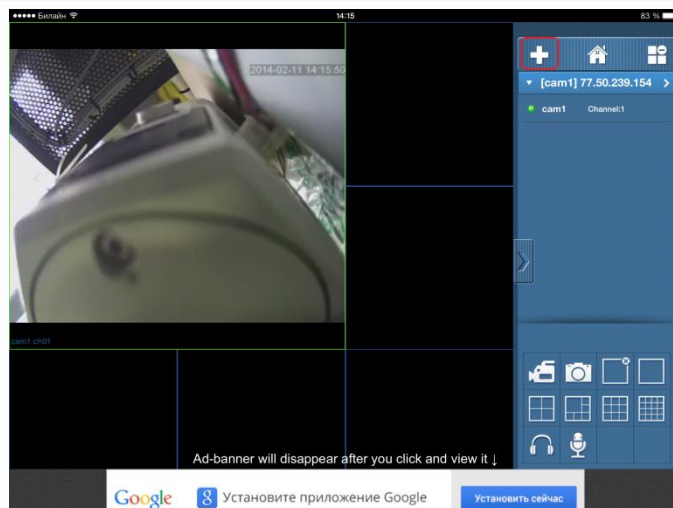 ●●●●● Билайн
14:15
83 %
2014-02-11 14:15:50
[cam1] 77.50.239.154
cam1 Channel:1
cam1 ch01
Ad-banner will disappear after you click and view it ↓
Google
8 Установите приложение Google
Установить сейчас